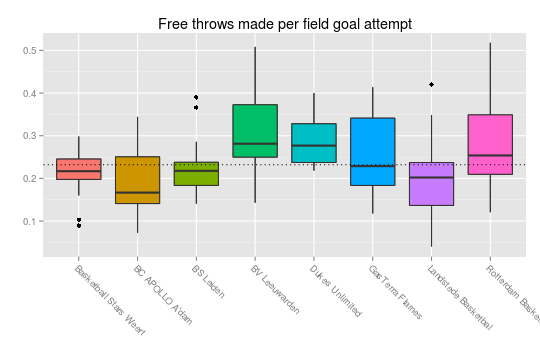 Free throws made per field goal attempt
0.5
0.4
0.3
0.2
0.1
Basketball Stars Weert
BC APOLLO A'dam
BS Leiden
BV Leeuwarden
Dukes Unlimited
GasTerra Flames
Landstede Basketbal
Rotterdam Baske